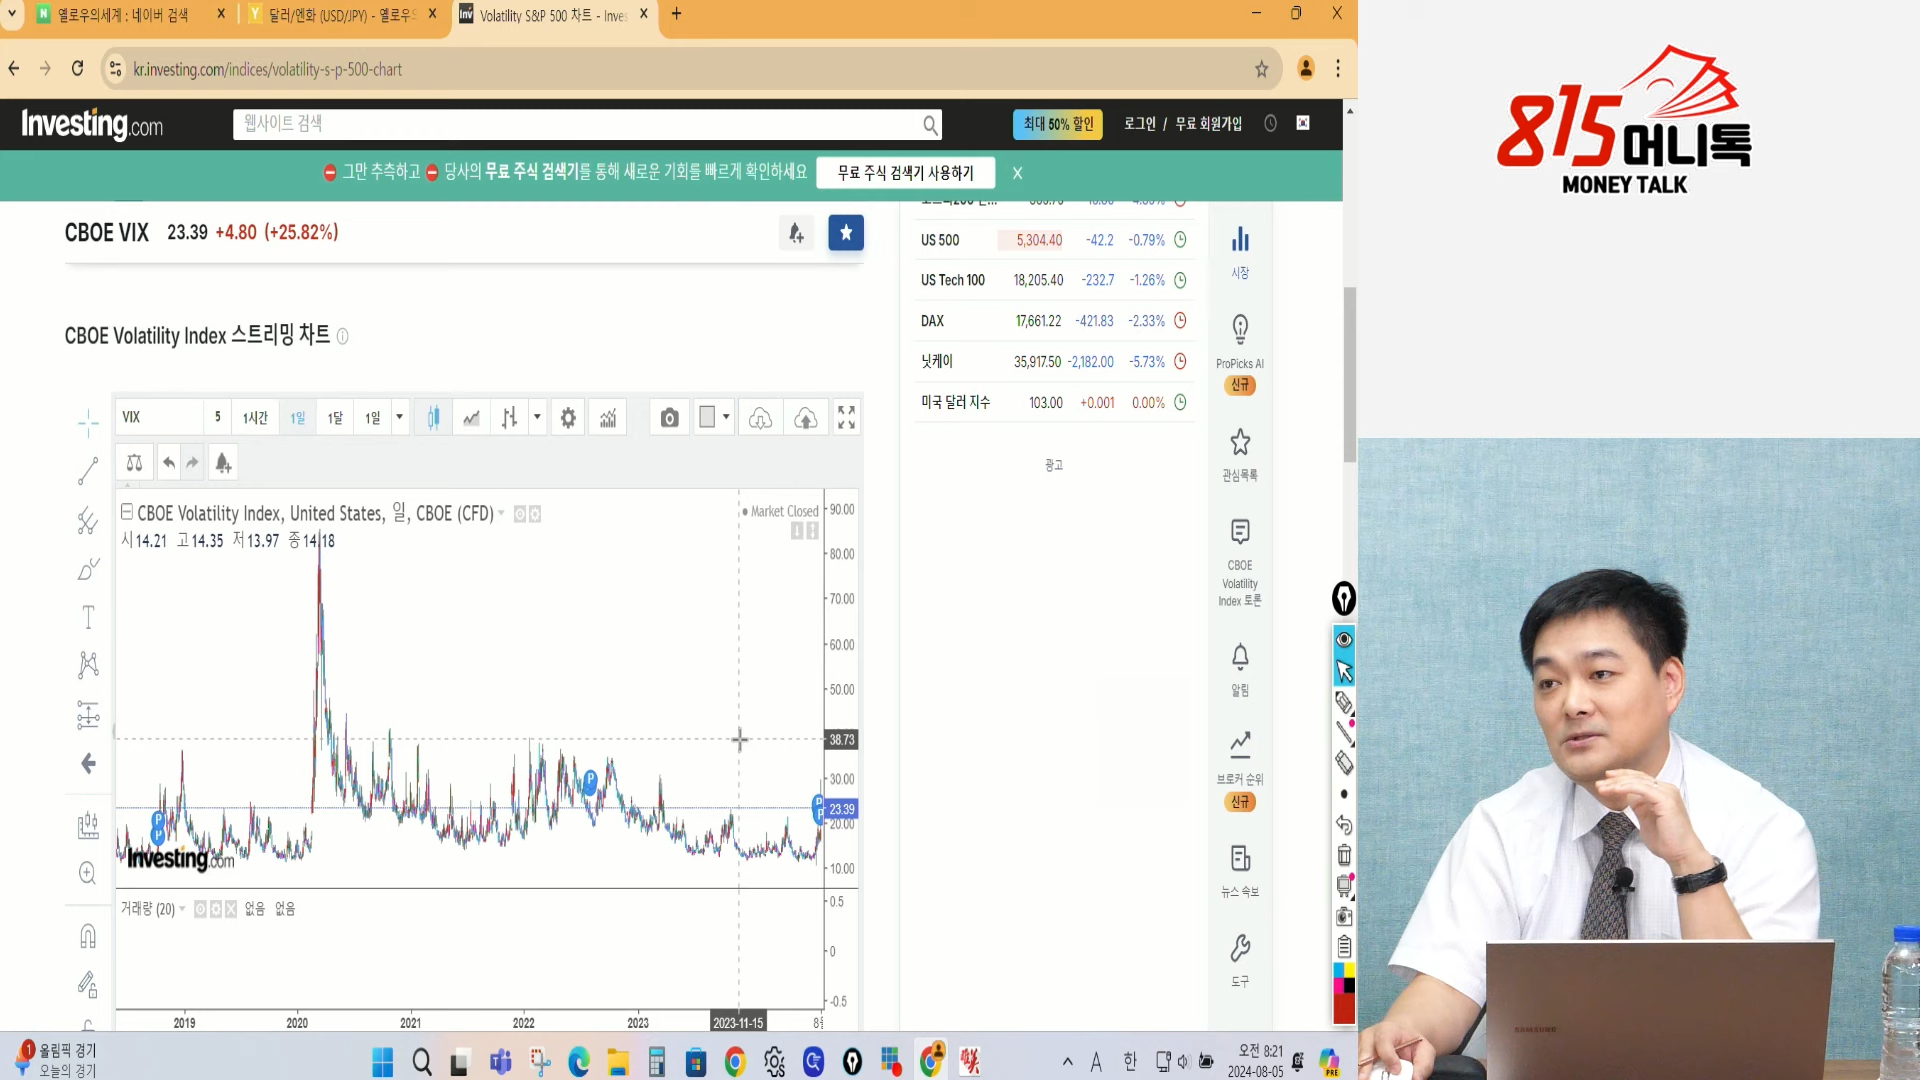 옐로우의세계 : 네이버 검색
달러/엔화 (USD/JPY) - 옐로우
Volatility S&P 500 차트 - Inves
kr.investing.com/indices/volatility-s-p-500-chart
Investing.com
웹사이트 검색
최대 50% 할인
로그인 / 무료 회원가입
그만 추측하고 당사의 무료 주식 검색기를 통해 새로운 기회를 빠르게 확인하세요
무료 주식 검색기 사용하기
X
CBOE VIX 23.39 +4.80 (+25.82%)
CBOE Volatility Index 스트리밍 차트
US 500 5,304.40 -42.2 -0.79%
US Tech 100 18,205.40 -232.7 -1.26%
DAX 17,661.22 -421.83 -2.33%
닛케이 35,917.50 -2,182.00 -5.73%
미국 달러 지수 103.00 +0.001 0.00%
광고
시장
ProPicks AI
신규
관심목록
CBOE
Volatility
Index 토론
알림
브로커 순위
신규
뉴스 속보
도구
VIX 5 1시간 1일 1달 1일
CBOE Volatility Index, United States, 일, CBOE (CFD)
Market Closed
시14.21 고14.35 저13.97 종14.18
90.00
80.00
70.00
60.00
50.00
38.73
30.00
23.39
20.00
10.00
P
P
P
P
P
Investing.com
거래량 (20) 없음 없음
0.5
0
-0.5
2019 2020 2021 2022 2023 2023-11-15 8월
1
올림픽 경기
오늘의 경기
A 한
오전 8:21
2024-08-05
PRE
815머니톡
MONEY TALK
SAMSUNG